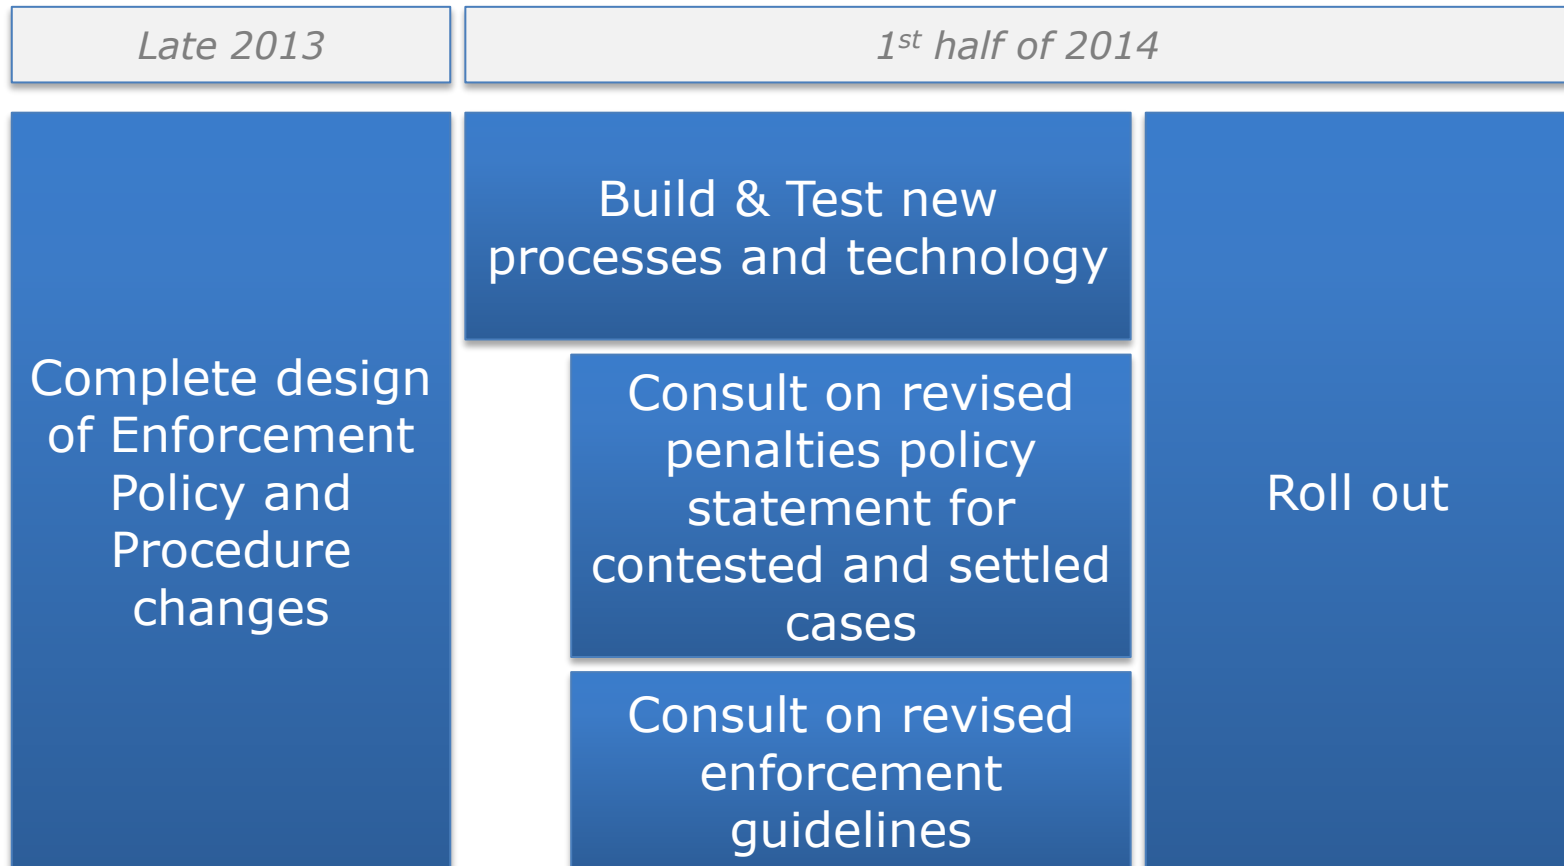 Late 2013
1st half of 2014
Complete design
of Enforcement
Policy and
Procedure
changes
Build & Test new
processes and technology
Consult on revised
penalties policy
statement for
contested and settled
cases
Consult on revised
enforcement
guidelines
Roll out